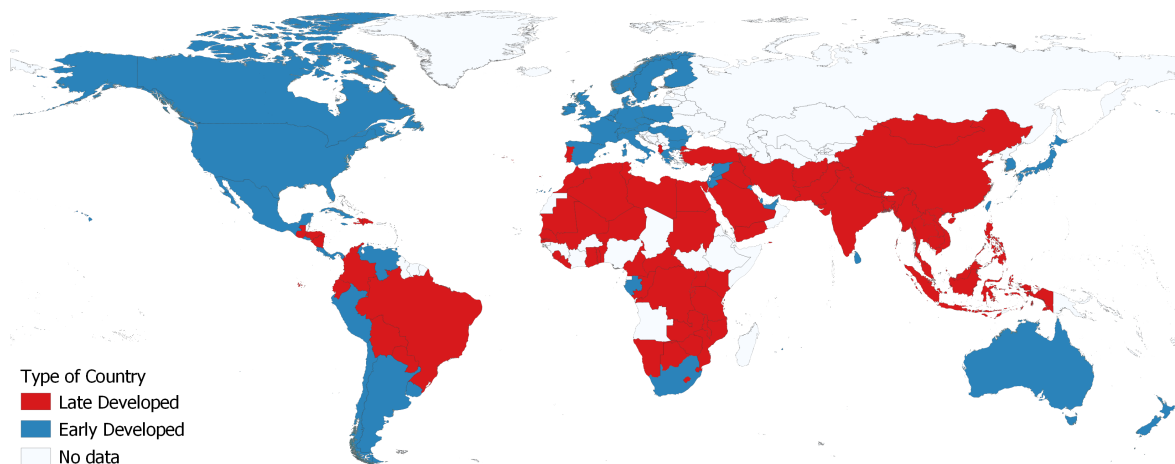 Type of Country
Late Developed
Early Developed
No data